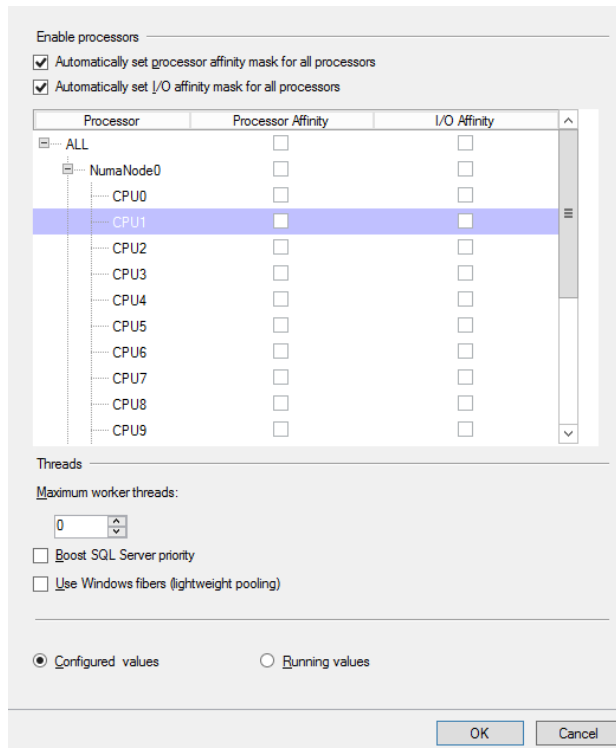 Enable processors
Automatically set processor affinity mask for all processors
Automatically set I/O affinity mask for all processors
Processor Processor Affinity I/O Affinity
ALL
NumaNode0
CPU0
CPU1
CPU2
CPU3
CPU4
CPU5
CPU6
CPU7
CPU8
CPU9
Threads
Maximum worker threads:
0
Boost SQL Server priority
Use Windows fibers (lightweight pooling)
Configured values Running values
OK Cancel